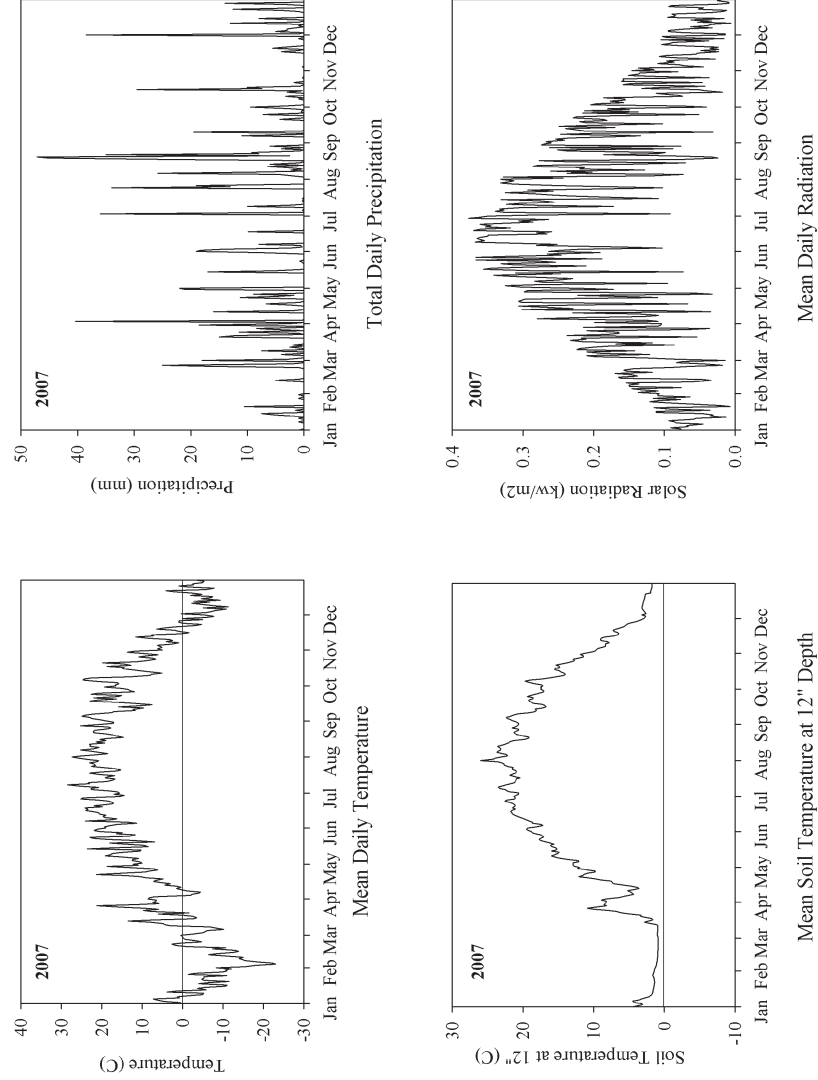 2007
50
40
30
20
10
0
Precipitation (mm)
Jan Feb Mar Apr May Jun Jul Aug Sep Oct Nov Dec
Total Daily Precipitation
2007
0.4
0.3
0.2
0.1
0.0
Solar Radiation (kw/m2)
Jan Feb Mar Apr May Jun Jul Aug Sep Oct Nov Dec
Mean Daily Radiation
2007
40
30
20
10
0
-10
-20
-30
Temperature (C)
Jan Feb Mar Apr May Jun Jul Aug Sep Oct Nov Dec
Mean Daily Temperature
2007
30
20
10
0
-10
Soil Temperature at 12" (C)
Jan Feb Mar Apr May Jun Jul Aug Sep Oct Nov Dec
Mean Soil Temperature at 12" Depth